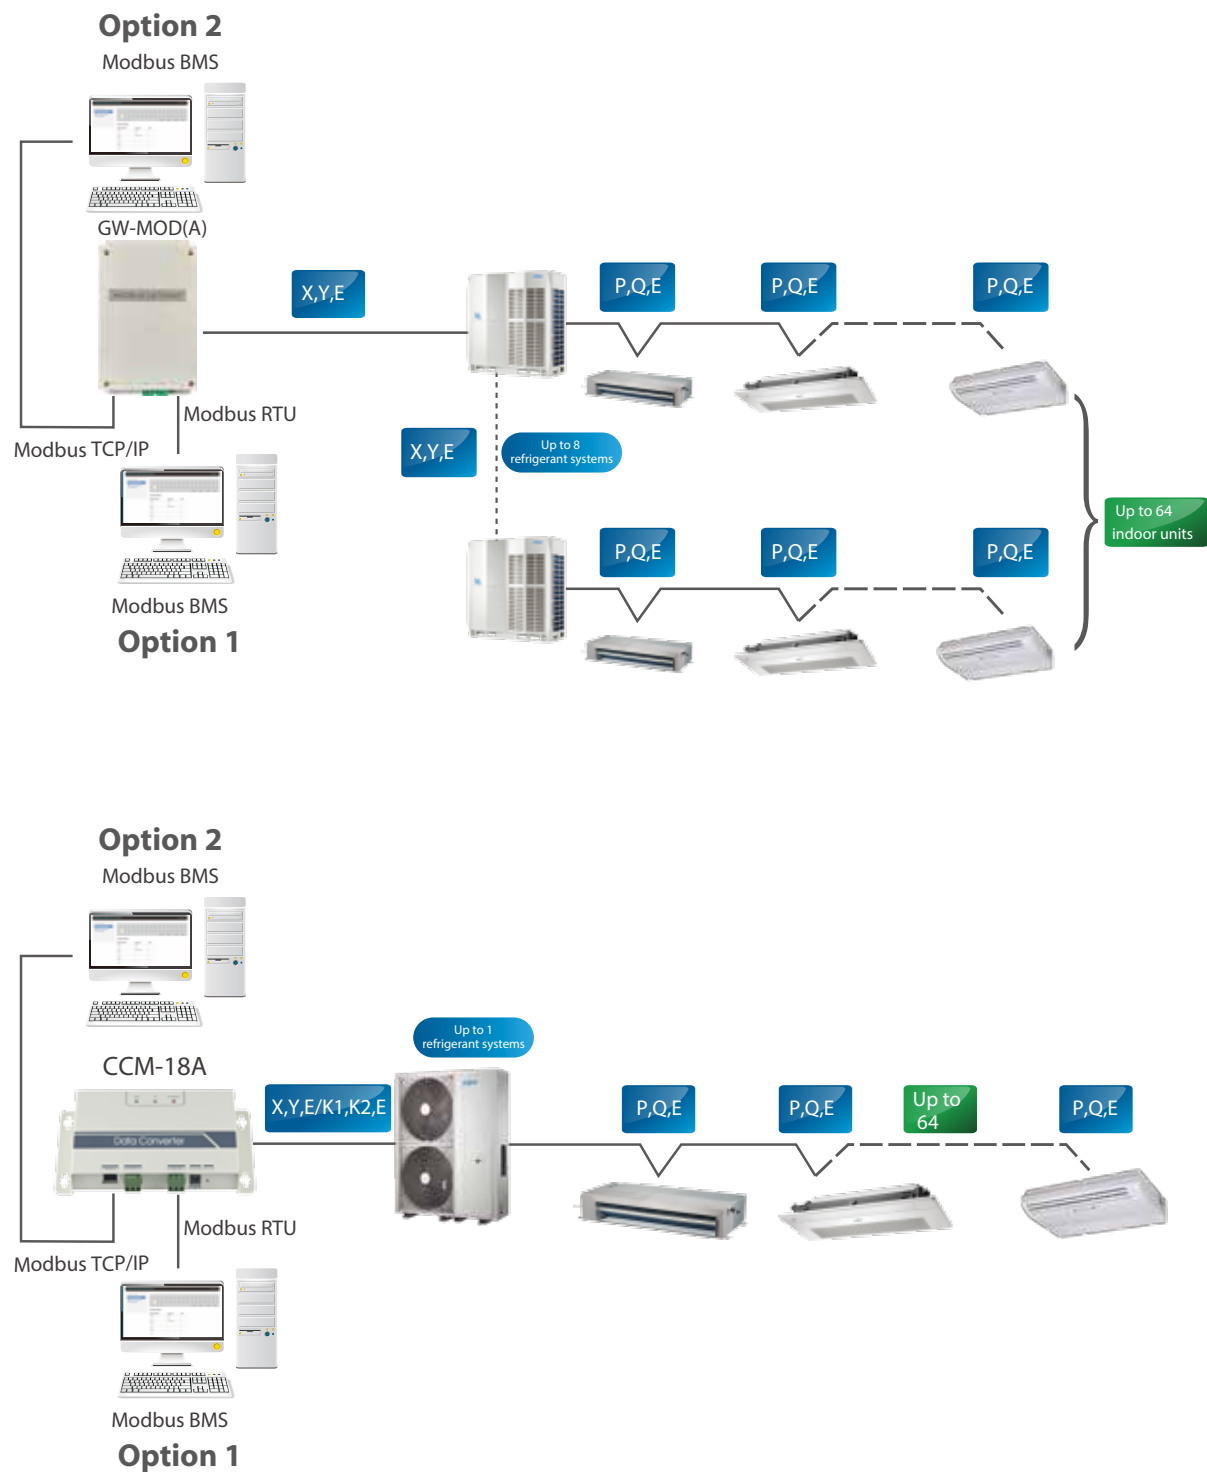 Option 2
Modbus BMS
GW-MOD(A)
X,Y,E
P,Q,E
P,Q,E
P,Q,E
Modbus RTU
Modbus TCP/IP
X,Y,E
Up to 8
refrigerant systems
Up to 64
indoor units
P,Q,E
P,Q,E
P,Q,E
Modbus BMS
Option 1
Option 2
Modbus BMS
Up to 1
refrigerant systems
CCM-18A
X,Y,E/K1,K2,E
P,Q,E
P,Q,E
Up to
64
P,Q,E
Data Converter
Modbus RTU
Modbus TCP/IP
Modbus BMS
Option 1